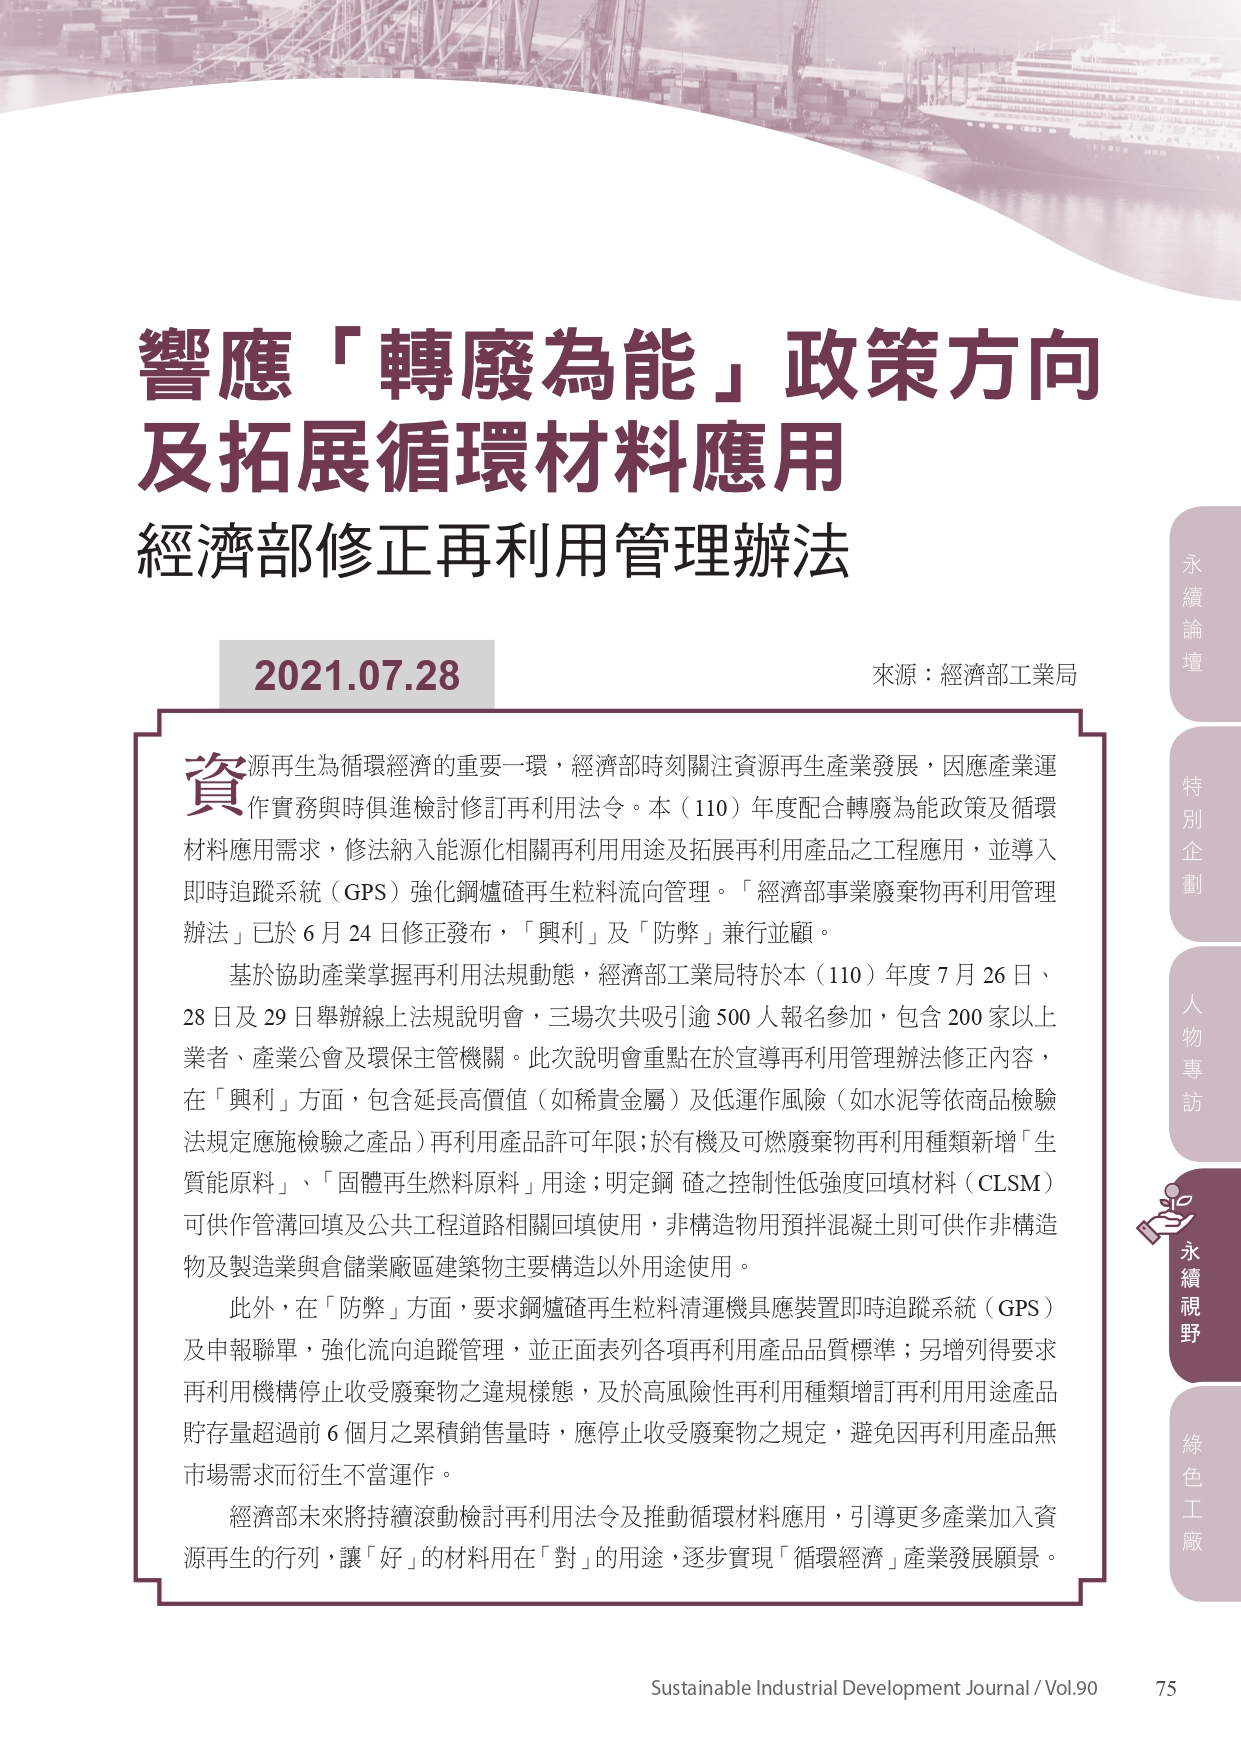 響應「轉廢為能」政策方向
及拓展循環材料應用
經濟部修正再利用管理辦法
2021.07.28
來源：經濟部工業局
資源再生為循環經濟的重要一環，經濟部時刻關注資源再生產業發展，因應產業運
作實務與時俱進檢討修訂再利用法令。本（110）年度配合轉廢為能政策及循環
材料應用需求，修法納入能源化相關再利用用途及拓展再利用產品之工程應用，並導入
即時追蹤系統（GPS）強化鋼爐碴再生粒料流向管理。「經濟部事業廢棄物再利用管理
辦法」已於 6 月 24 日修正發布，「興利」及「防弊」兼行並顧。
基於協助產業掌握再利用法規動態，經濟部工業局特於本（110）年度 7 月 26 日、
28 日及 29 日舉辦線上法規說明會，三場次共吸引逾 500 人報名參加，包含 200 家以上
業者、產業公會及環保主管機關。此次說明會重點在於宣導再利用管理辦法修正內容，
在「興利」方面，包含延長高價值（如稀貴金屬）及低運作風險（如水泥等依商品檢驗
法規定應施檢驗之產品）再利用產品許可年限；於有機及可燃廢棄物再利用種類新增「生
質能原料」、「固體再生燃料原料」用途；明定鋼 碴之控制性低強度回填材料（CLSM）
可供作管溝回填及公共工程道路相關回填使用，非構造物用預拌混凝土則可供作非構造
物及製造業與倉儲業廠區建築物主要構造以外用途使用。
此外，在「防弊」方面，要求鋼爐碴再生粒料清運機具應裝置即時追蹤系統（GPS）
及申報聯單，強化流向追蹤管理，並正面表列各項再利用產品品質標準；另增列得要求
再利用機構停止收受廢棄物之違規樣態，及於高風險性再利用種類增訂再利用用途產品
貯存量超過前 6 個月之累積銷售量時，應停止收受廢棄物之規定，避免因再利用產品無
市場需求而衍生不當運作。
經濟部未來將持續滾動檢討再利用法令及推動循環材料應用，引導更多產業加入資
源再生的行列，讓「好」的材料用在「對」的用途，逐步實現「循環經濟」產業發展願景。
永續論壇
特別企劃
人物專訪
永續視野
綠色工廠
Sustainable Industrial Development Journal / Vol.90
75